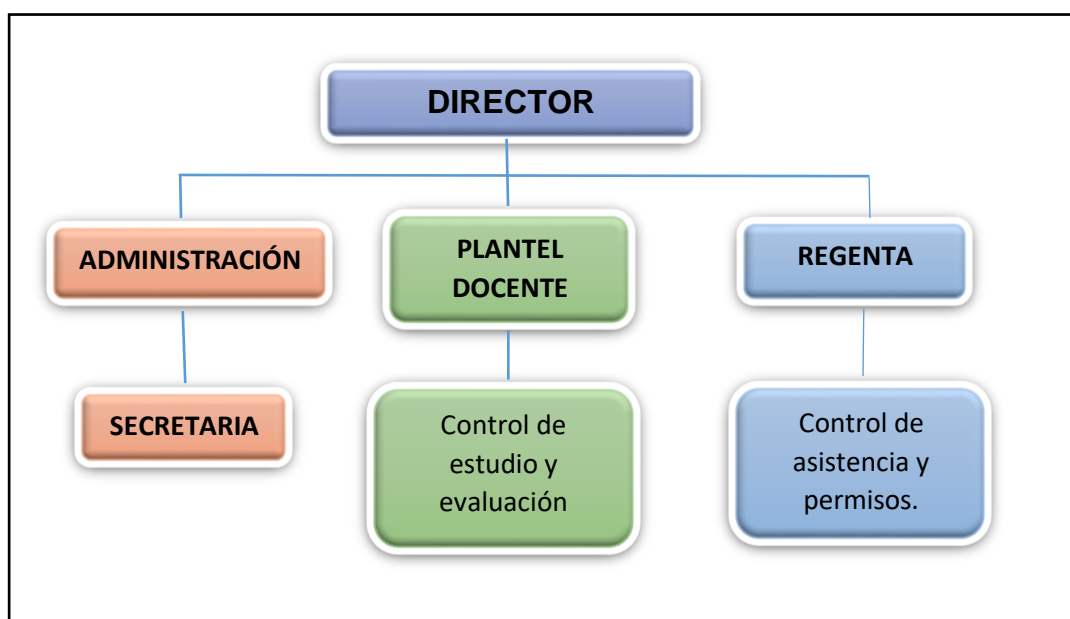 DIRECTOR
ADMINISTRACIÓN
PLANTEL
DOCENTE
REGENTA
SECRETARIA
Control de
estudio y
evaluación
Control de
asistencia y
permisos.